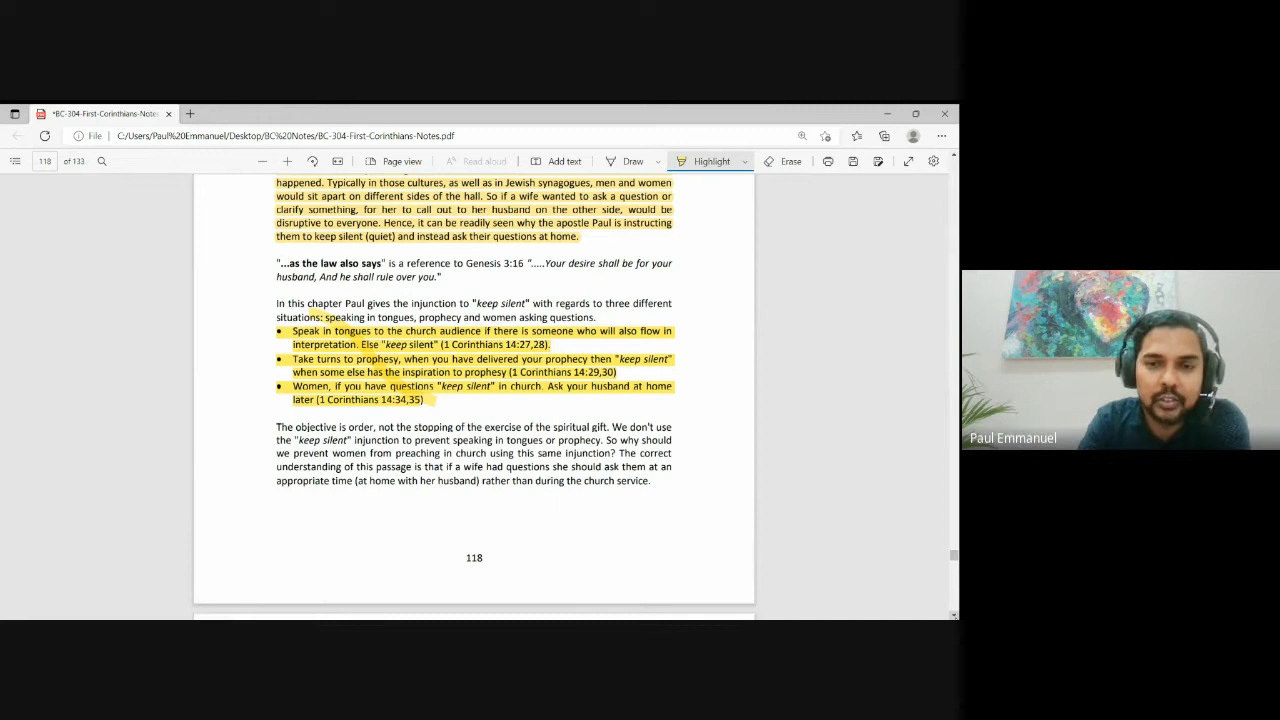 *BC-304-First-Corinthians-Notes
File
C:/Users/Paul%20Emmanuel/Desktop/BC%20Notes/BC-304-First-Corinthians-Notes.pdf
118 of 133
Page view
Read aloud
Add text
Draw
Highlight
Erase
happened. Typically in those cultures, as well as in Jewish synagogues, men and women
would sit apart on different sides of the hall. So if a wife wanted to ask a question or
clarify something, for her to call out to her husband on the other side, would be
disruptive to everyone. Hence, it can be readily seen why the apostle Paul is instructing
them to keep silent (quiet) and instead ask their questions at home.
"...as the law also says" is a reference to Genesis 3:16 ".....Your desire shall be for your
husband, And he shall rule over you."
In this chapter Paul gives the injunction to "keep silent" with regards to three different
situations: speaking in tongues, prophecy and women asking questions.
• Speak in tongues to the church audience if there is someone who will also flow in
interpretation. Else "keep silent" (1 Corinthians 14:27,28).
• Take turns to prophesy, when you have delivered your prophecy then "keep silent"
when some else has the inspiration to prophesy (1 Corinthians 14:29,30)
• Women, if you have questions "keep silent" in church. Ask your husband at home
later (1 Corinthians 14:34,35)
The objective is order, not the stopping of the exercise of the spiritual gift. We don't use
the "keep silent" injunction to prevent speaking in tongues or prophecy. So why should
we prevent women from preaching in church using this same injunction? The correct
understanding of this passage is that if a wife had questions she should ask them at an
appropriate time (at home with her husband) rather than during the church service.
118
Paul Emmanuel